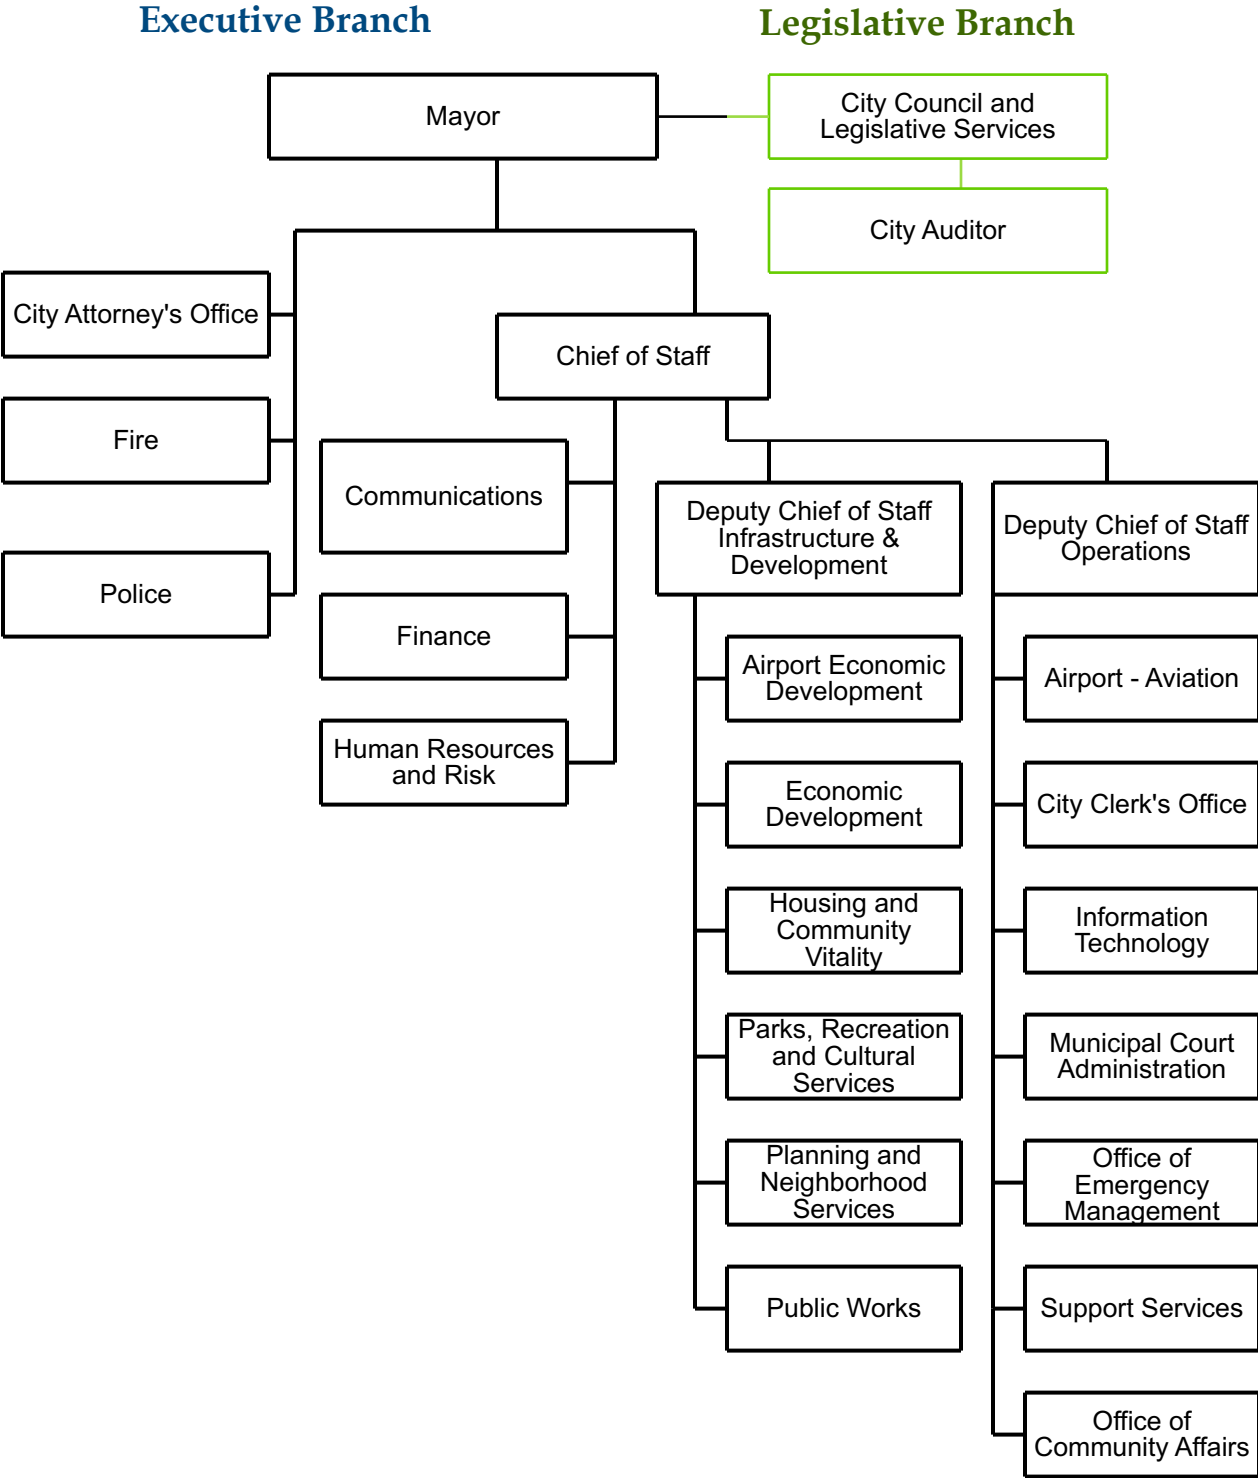 Executive Branch
Legislative Branch
Mayor
City Council and
Legislative Services
City Auditor
City Attorney's Office
Chief of Staff
Fire
Communications
Deputy Chief of Staff
Infrastructure &
Development
Deputy Chief of Staff
Operations
Police
Finance
Human Resources
and Risk
Airport Economic
Development
Economic
Development
Housing and
Community
Vitality
Parks, Recreation
and Cultural
Services
Planning and
Neighborhood
Services
Public Works
Airport - Aviation
City Clerk's Office
Information
Technology
Municipal Court
Administration
Office of
Emergency
Management
Support Services
Office of
Community Affairs